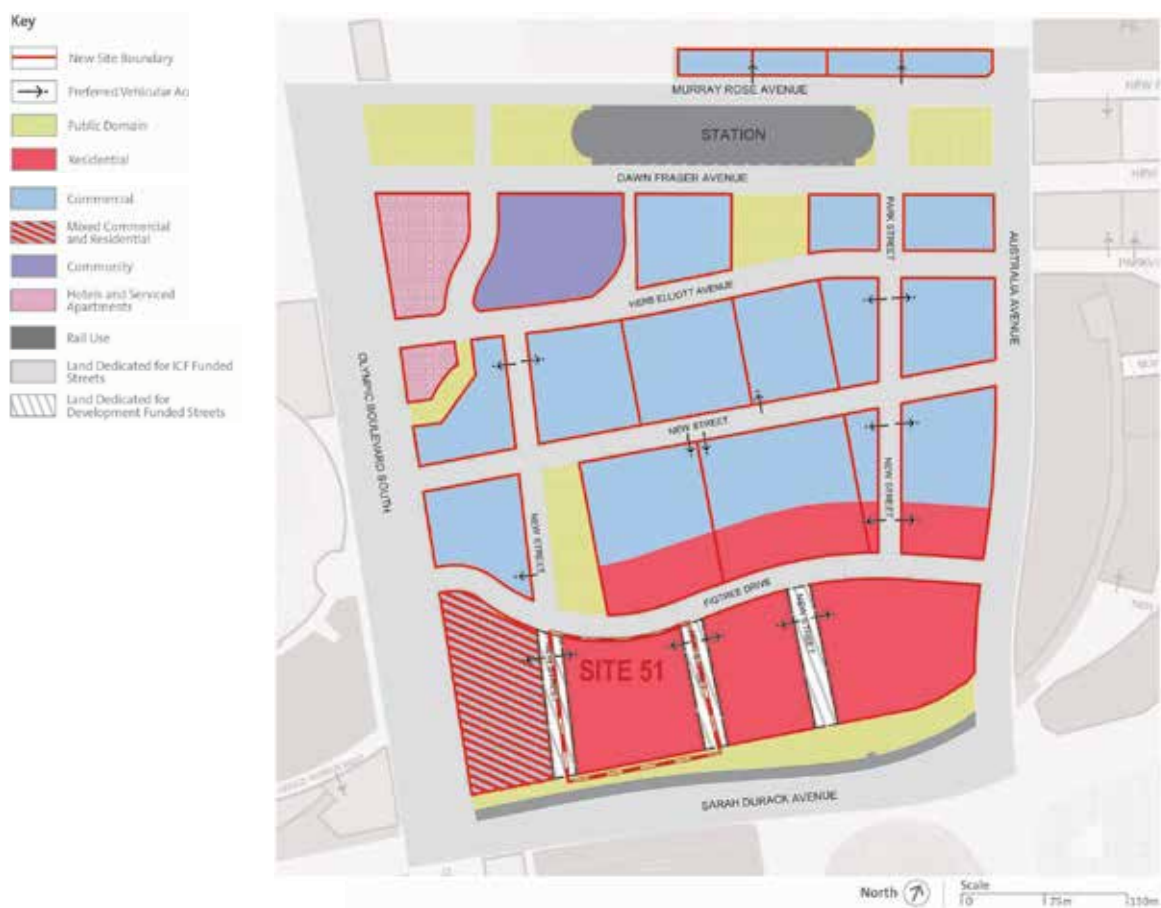 Key
New Site Boundary
Preferred Vehicular Ac
Public Domain
Residential
Commercial
Mixed Commercial
and Residential
Community
Hotels and Serviced
Apartments
Rail Use
Land Dedicated for ICF Funded
Streets
Land Dedicated for
Development Funded Streets
MURRAY ROSE AVENUE
STATION
DAWN FRASER AVENUE
PARK STREET
AUSTRALIA AVENUE
HERB ELLIOTT AVENUE
OLYMPIC BOULEVARD SOUTH
NEW STREET
NEW STREET
NEW STREET
FIGTREE DRIVE
NEW STREET
SITE 51
SARAH DURACK AVENUE
North
Scale
0
75m
150m